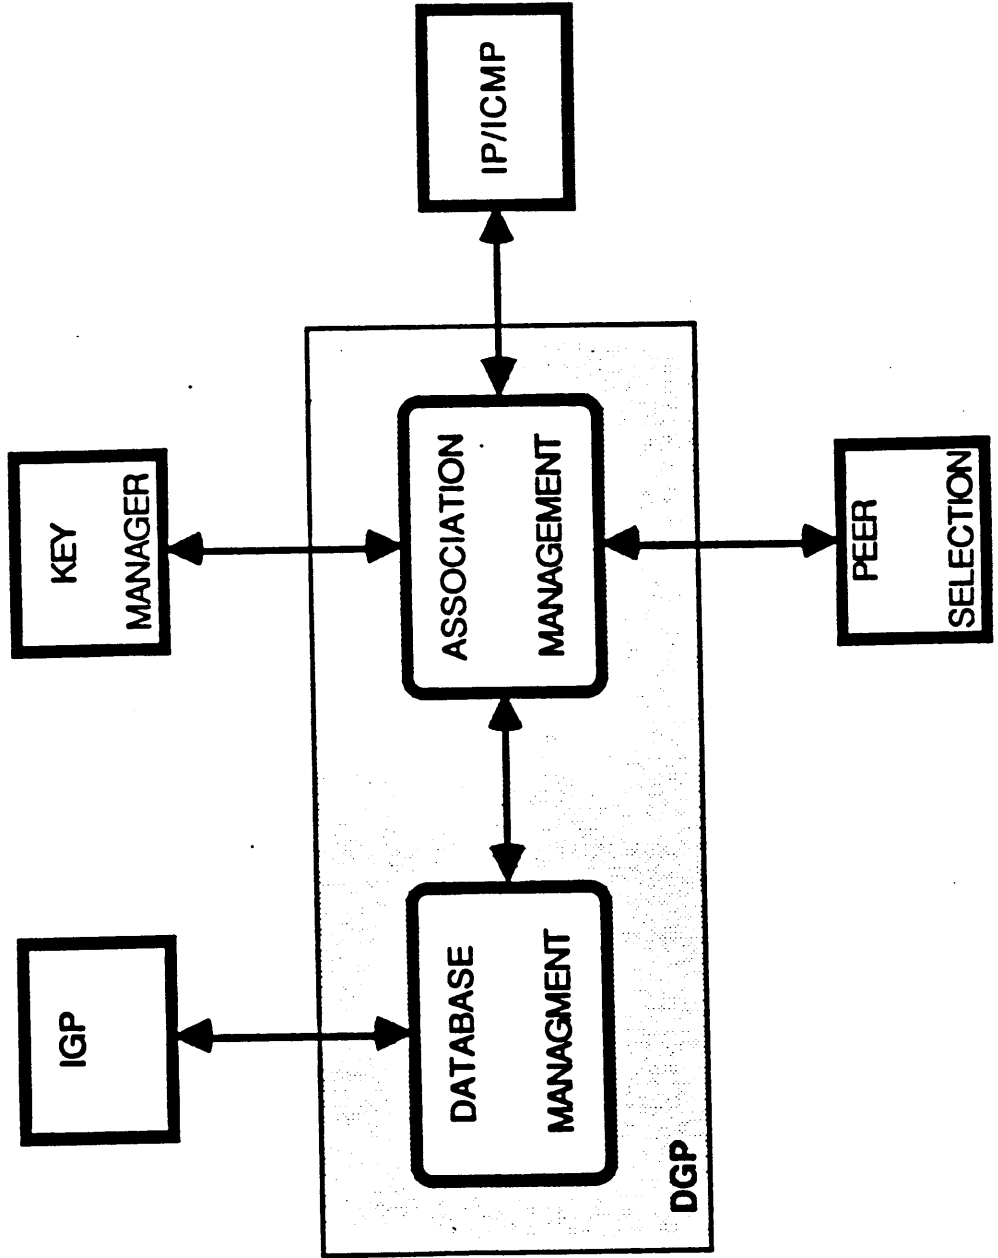 IGP
KEY
MANAGER
DATABASE
MANAGMENT
ASSOCIATION
MANAGEMENT
IP/ICMP
DGP
PEER
SELECTION